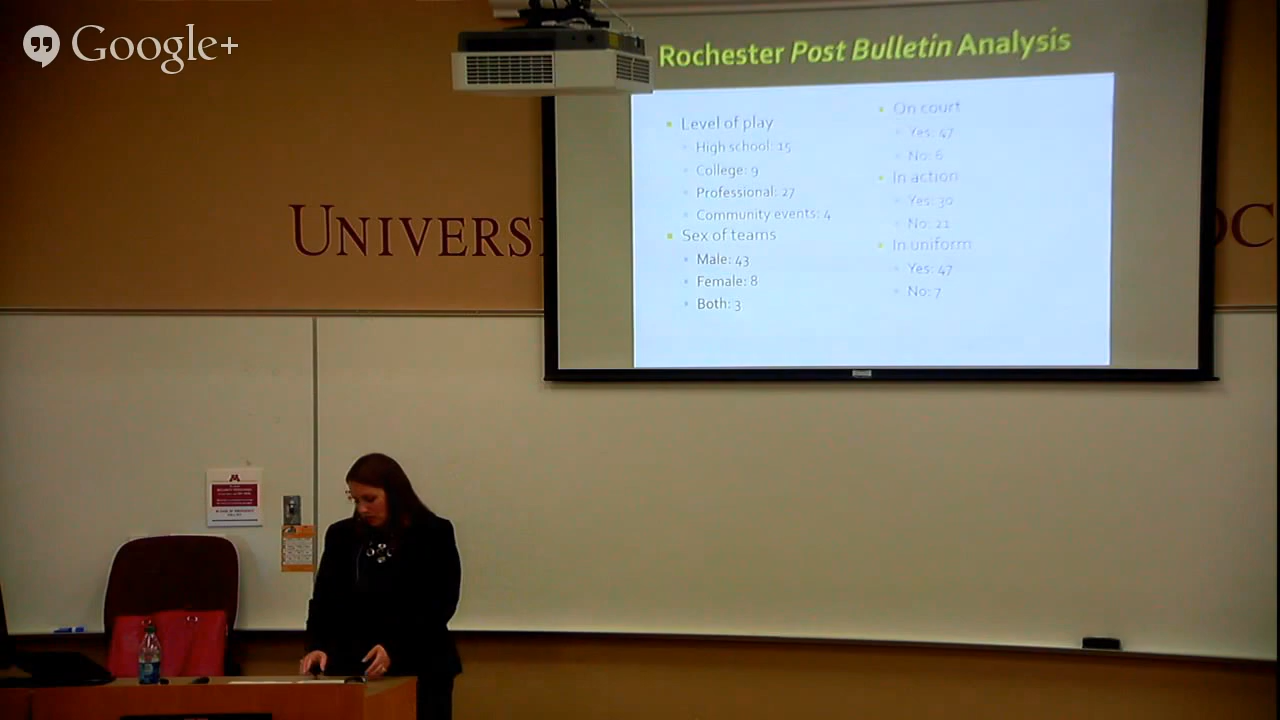 Google+
Rochester Post Bulletin Analysis
Level of play
High school: 15
College: 9
Professional: 27
Community events: 4
Sex of teams
Male: 43
Female: 8
Both: 3
On court
Yes: 47
No: 6
In action
Yes: 30
No: 21
In uniform
Yes: 47
No: 7
UNIVERSI
OC